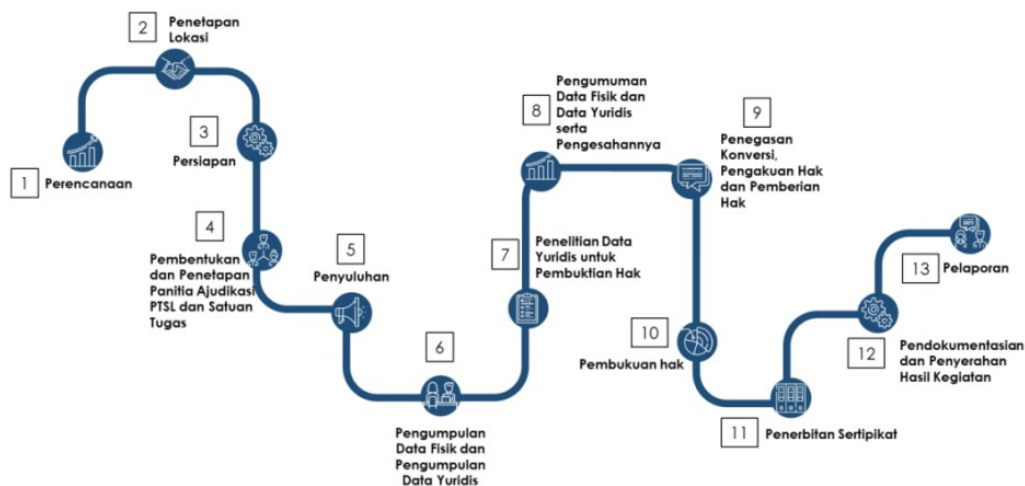 1
Perencanaan
2
Penetapan
Lokasi
3
Persiapan
4
Pembentukan
dan Penetapan
Panitia Ajudikasi
PTSL dan Satuan
Tugas
5
Penyuluhan
6
Pengumpulan
Data Fisik dan
Pengumpulan
Data Yuridis
7
Penelitian Data
Yuridis untuk
Pembuktian Hak
8
Pengumuman
Data Fisik dan
Data Yuridis
serta
Pengesahannya
9
Penegasan
Konversi,
Pengakuan Hak
dan Pemberian
Hak
10
Pembukuan hak
11
Penerbitan Sertipikat
12
Pendokumentasian
dan Penyerahan
Hasil Kegiatan
13
Pelaporan